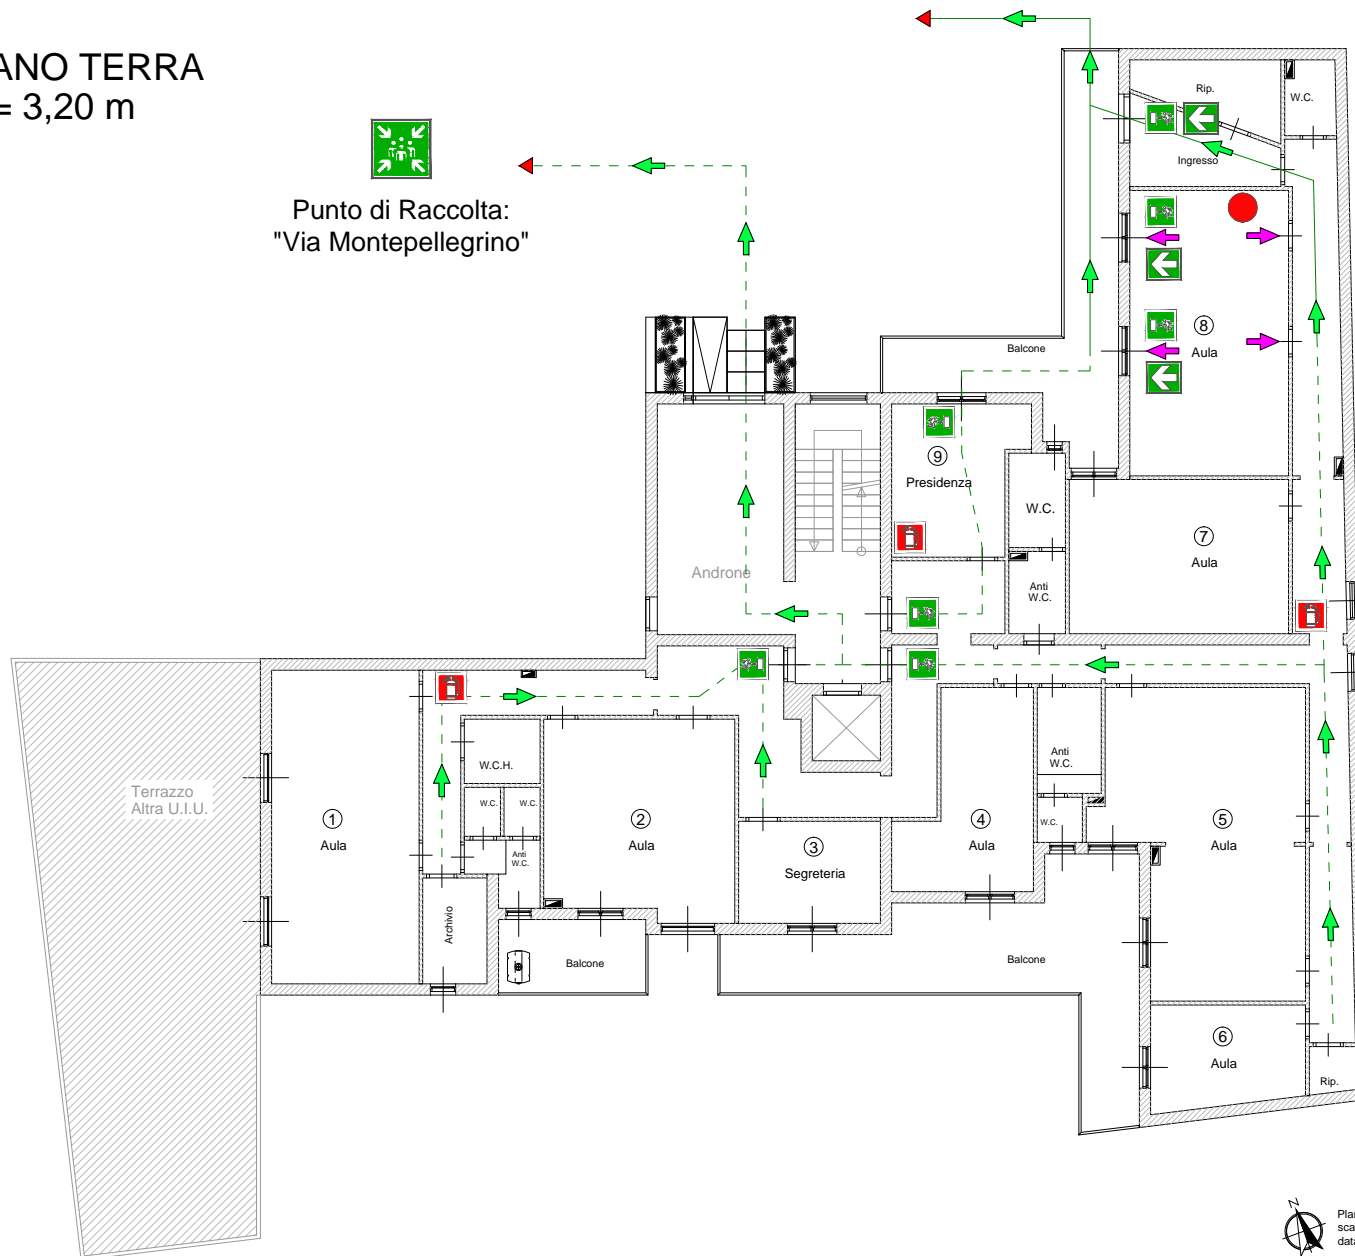 ANO TERRA
= 3,20 m
Punto di Raccolta:
"Via Montepellegrino"
Rip.
W.C.
Ingresso
8
Aula
Balcone
9
Presidenza
W.C.
7
Aula
Androne
Anti
W.C.
Terrazzo
Altra U.I.U.
W.C.H.
W.C.
W.C.
Anti
W.C.
1
Aula
2
Aula
3
Segreteria
4
Aula
Anti
W.C.
W.C.
5
Aula
Archivio
Balcone
Balcone
6
Aula
Rip.
N